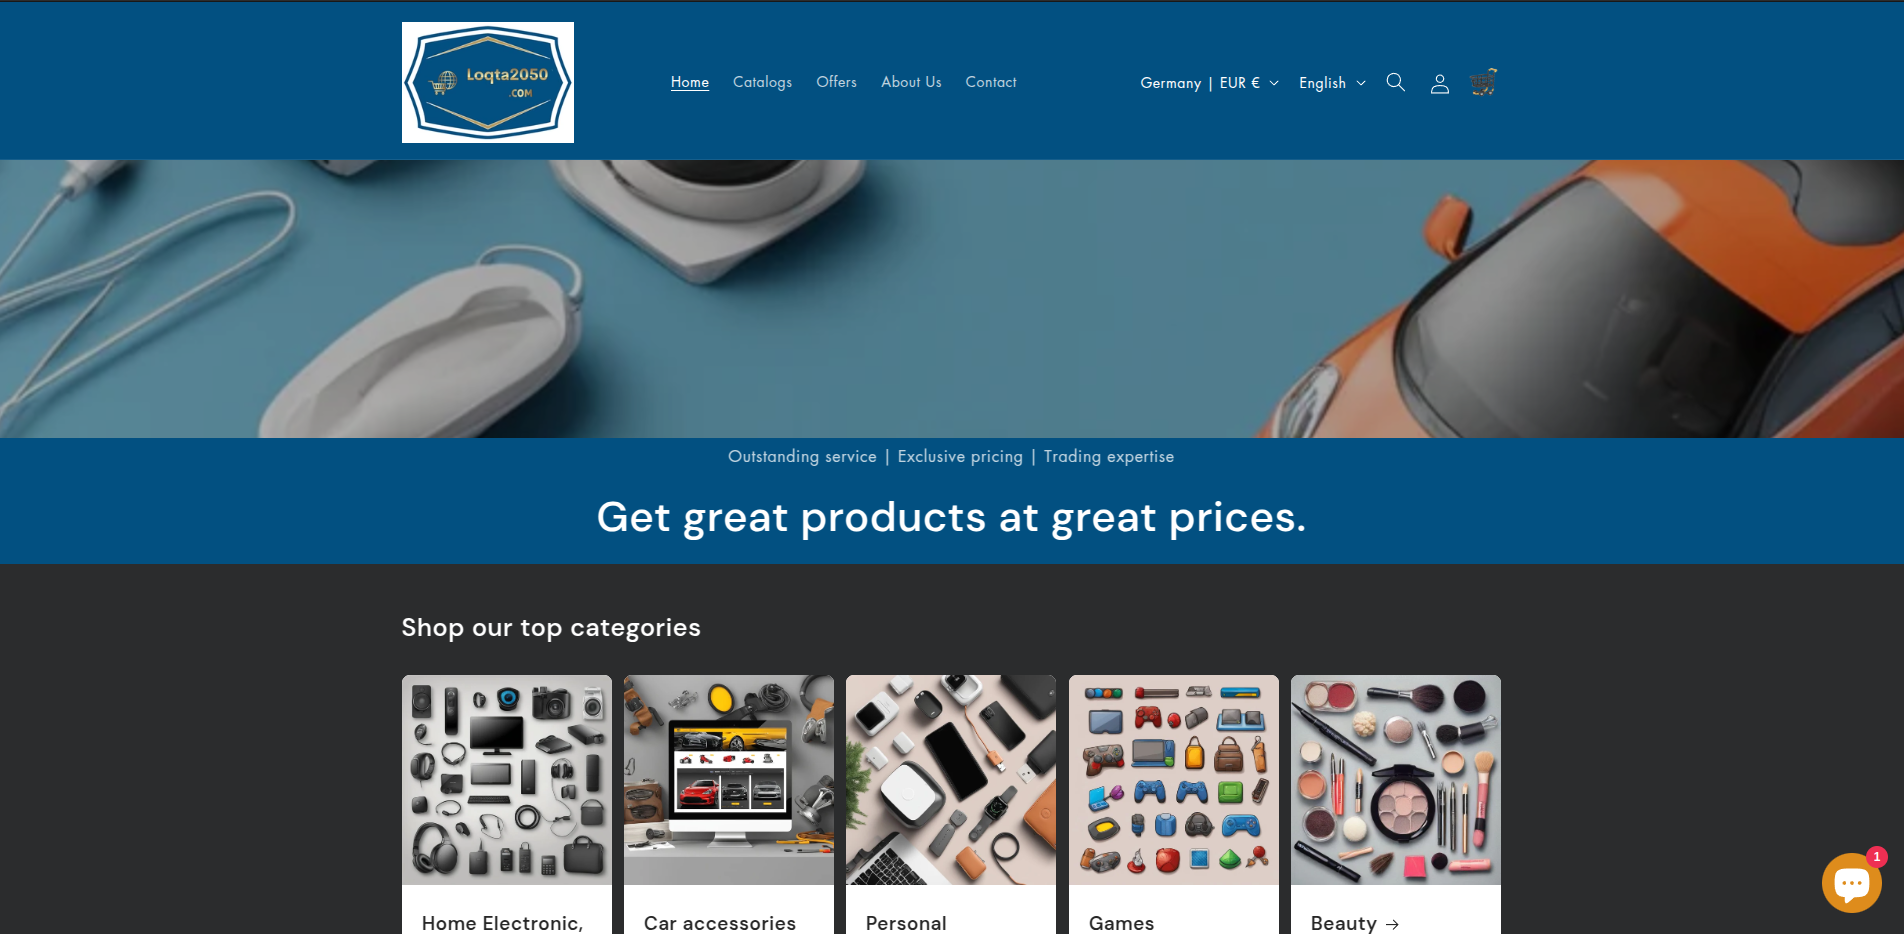 Loqta2050
.COM
Home
Catalogs
Offers
About Us
Contact
Germany | EUR €
English
Outstanding service | Exclusive pricing | Trading expertise
Get great products at great prices.
Shop our top categories
Home Electronic,
Car accessories
Personal
Games
Beauty →
1